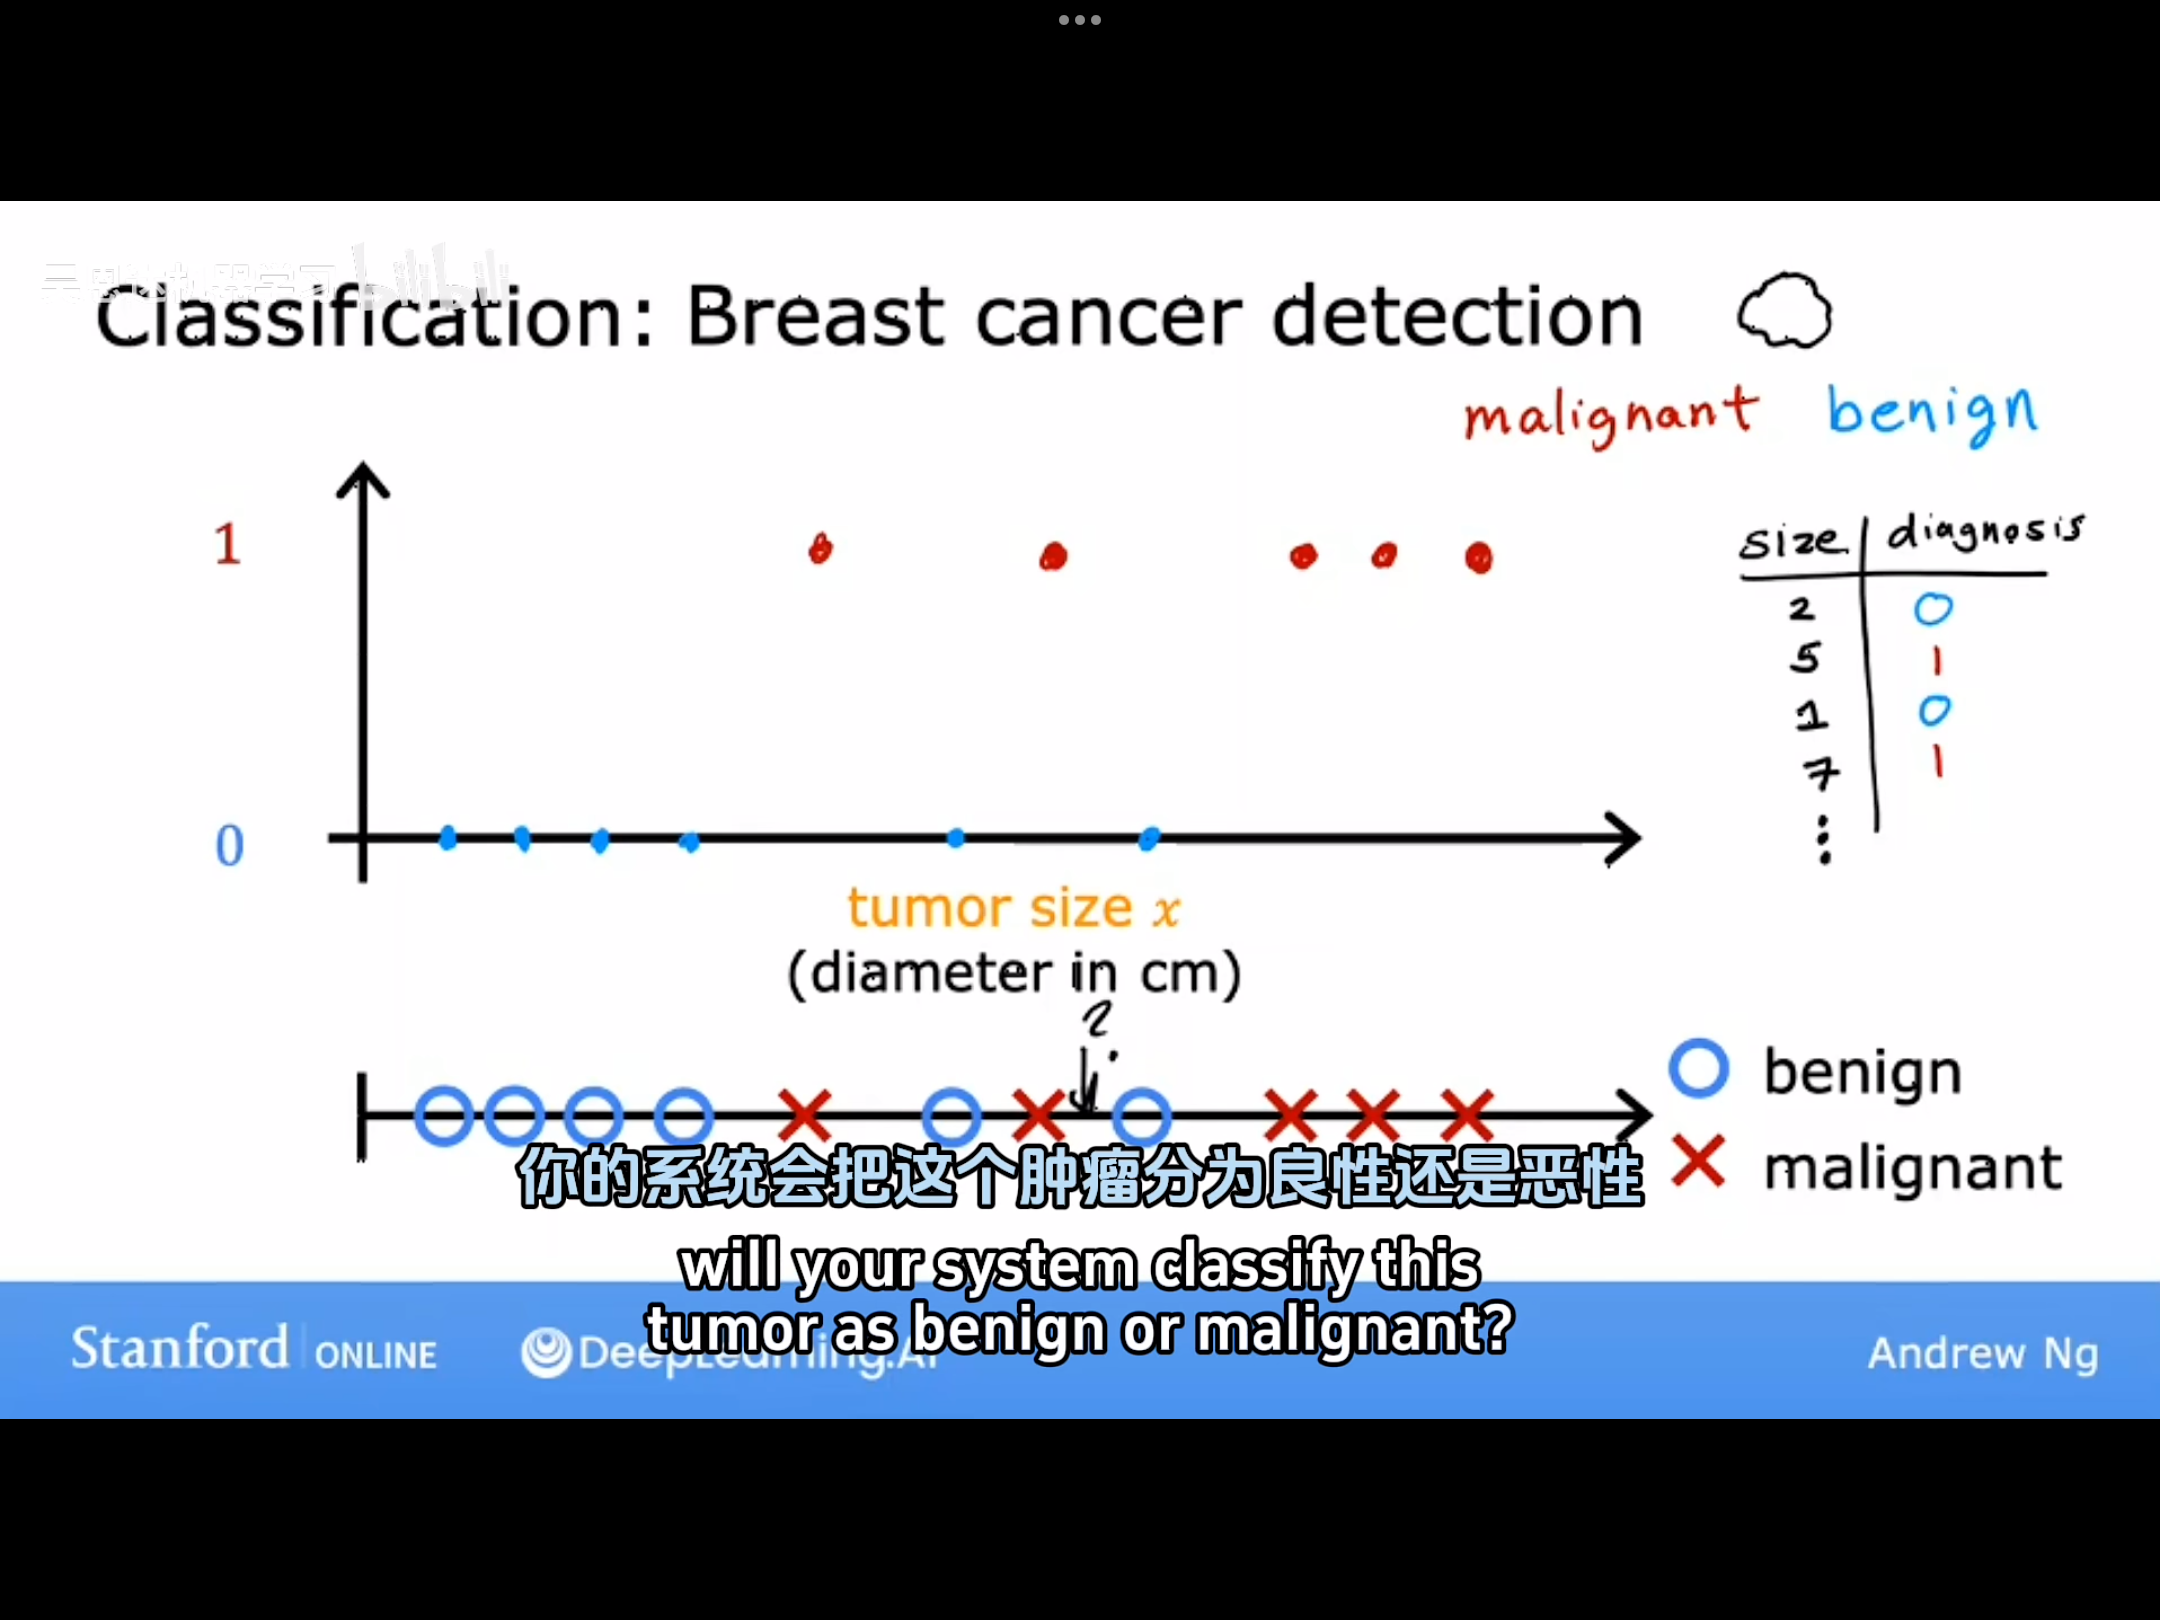 吴恩达机器学习 bilibili
Classification: Breast cancer detection
malignant benign
1
size diagnosis
2 0
5 1
1 0
7 1
0
tumor size x
(diameter in cm)
?
benign
malignant
你的系统会把这个肿瘤分为良性还是恶性
will your system classify this
tumor as benign or malignant?
Stanford ONLINE DeepLearning.AI Andrew Ng